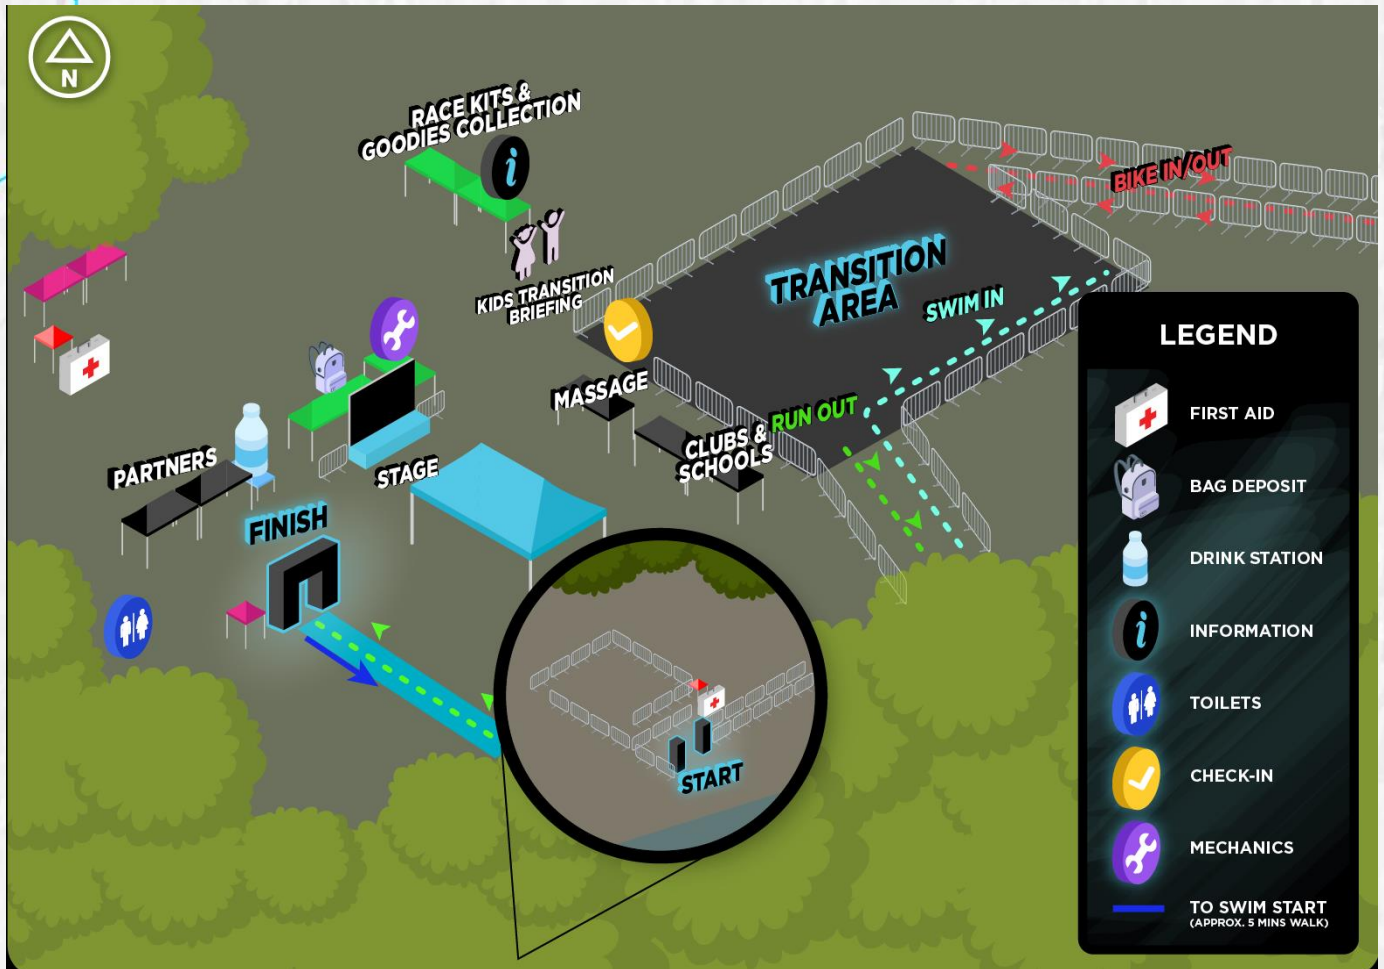 N
RACE KITS &
GOODIES COLLECTION
i
KIDS TRANSITION
BRIEFING
BIKE IN/OUT
TRANSITION
AREA
SWIM IN
MASSAGE
RUN OUT
CLUBS &
SCHOOLS
PARTNERS
STAGE
FINISH
START
LEGEND
FIRST AID
BAG DEPOSIT
DRINK STATION
i
INFORMATION
TOILETS
CHECK-IN
MECHANICS
TO SWIM START
(APPROX. 5 MINS WALK)